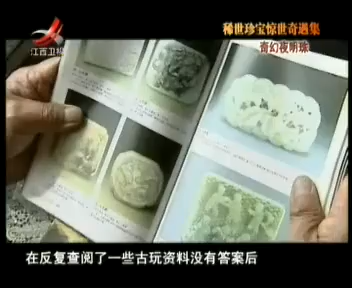 江西卫视
稀世珍宝惊世奇遇集
奇幻夜明珠
在反复查阅了一些古玩资料没有答案后